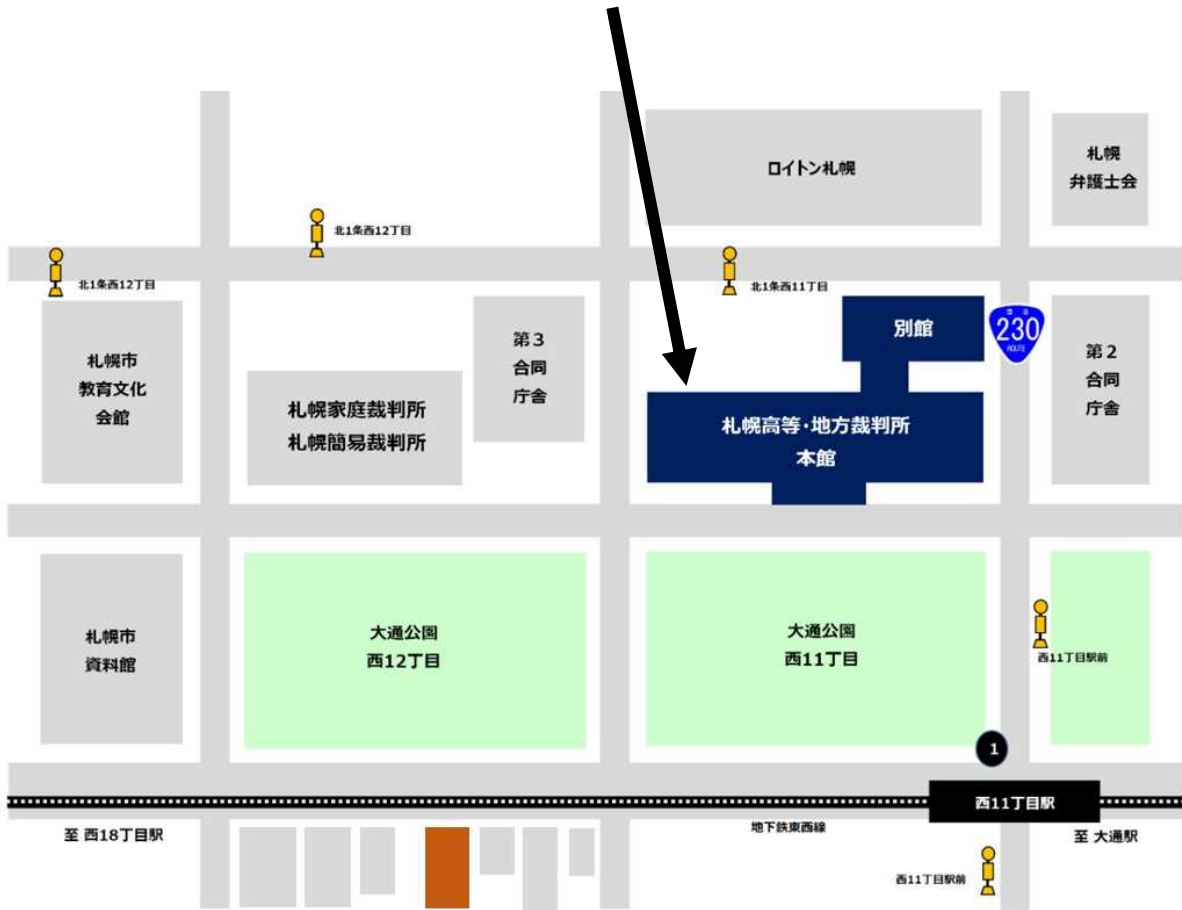 ロイトン札幌
札幌
弁護士会
北1条西12丁目
北1条西12丁目
北1条西11丁目
別館
国道
230
ROUTE
札幌市
教育文化
会館
第3
合同
庁舎
札幌家庭裁判所
札幌簡易裁判所
札幌高等・地方裁判所
本館
第2
合同
庁舎
札幌市
資料館
大通公園
西12丁目
大通公園
西11丁目
西11丁目駅前
1
西11丁目駅
至 西18丁目駅
地下鉄東西線
至 大通駅
西11丁目駅前